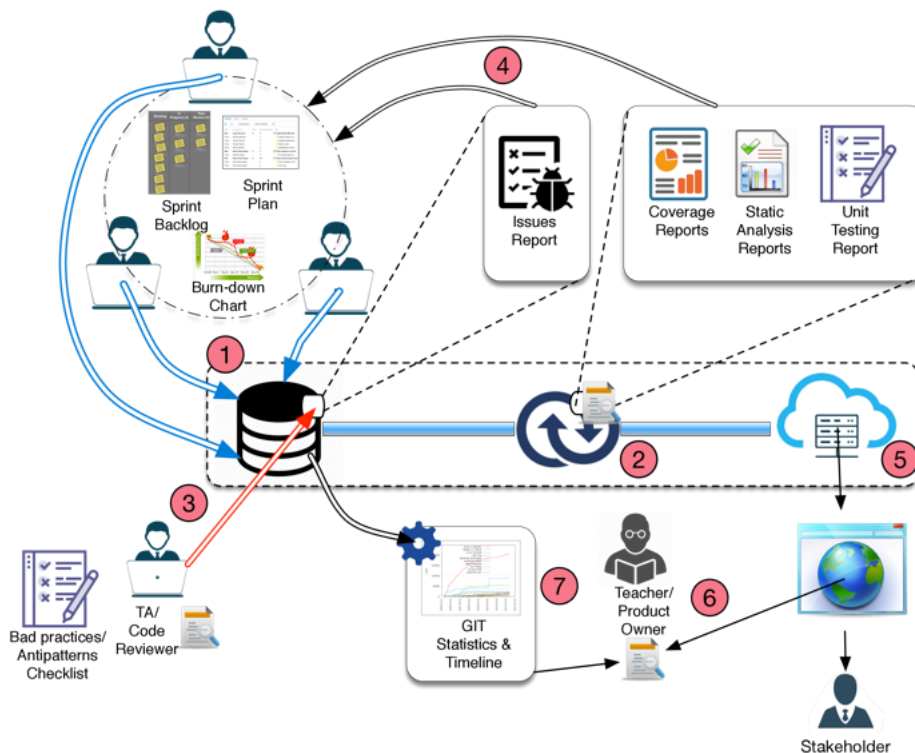 4
Sprint
Backlog
Sprint
Plan
Burn-down
Chart
Issues
Report
Coverage
Reports
Static
Analysis
Reports
Unit
Testing
Report
1
2
5
3
Bad practices/
Antipatterns
Checklist
TA/
Code
Reviewer
GIT
Statistics &
Timeline
7
Teacher/
Product
Owner
6
Stakeholder